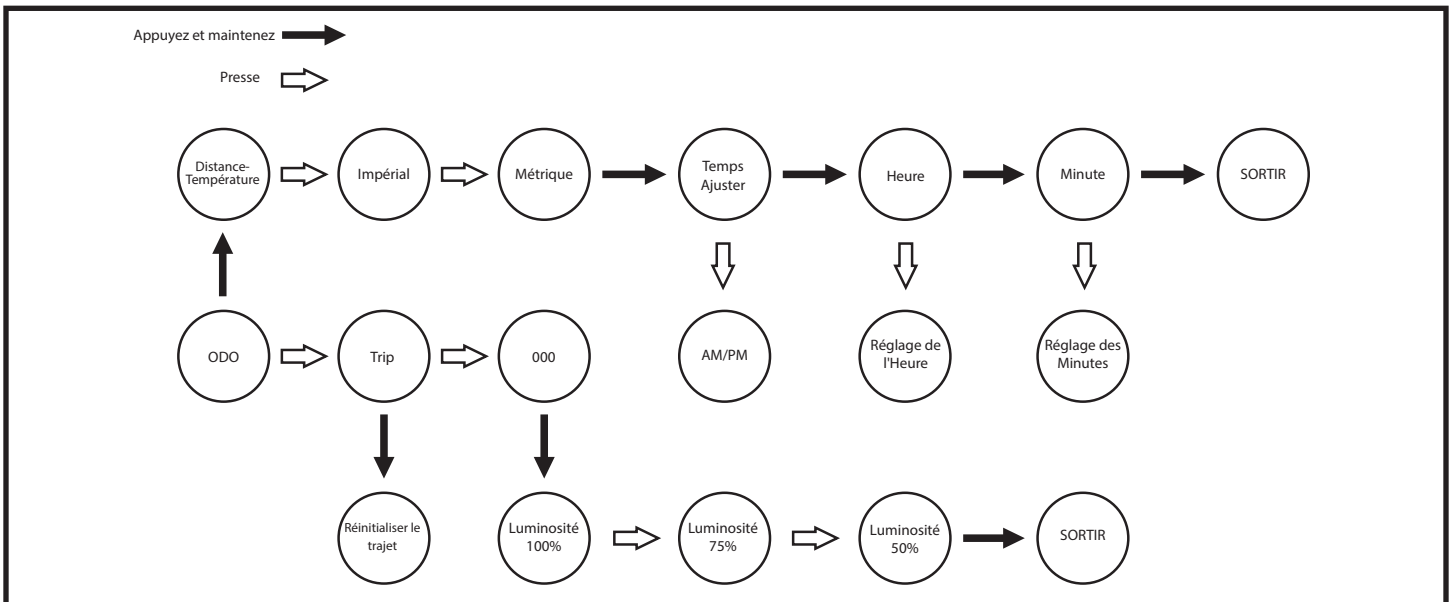 Appuyez et maintenez
Presse
Distance-
Température
Impérial
Métrique
Temps
Ajuster
Heure
Minute
SORTIR
ODO
Trip
000
AM/PM
Réglage de
l'Heure
Réglage des
Minutes
Réinitialiser le
trajet
Luminosité
100%
Luminosité
75%
Luminosité
50%
SORTIR